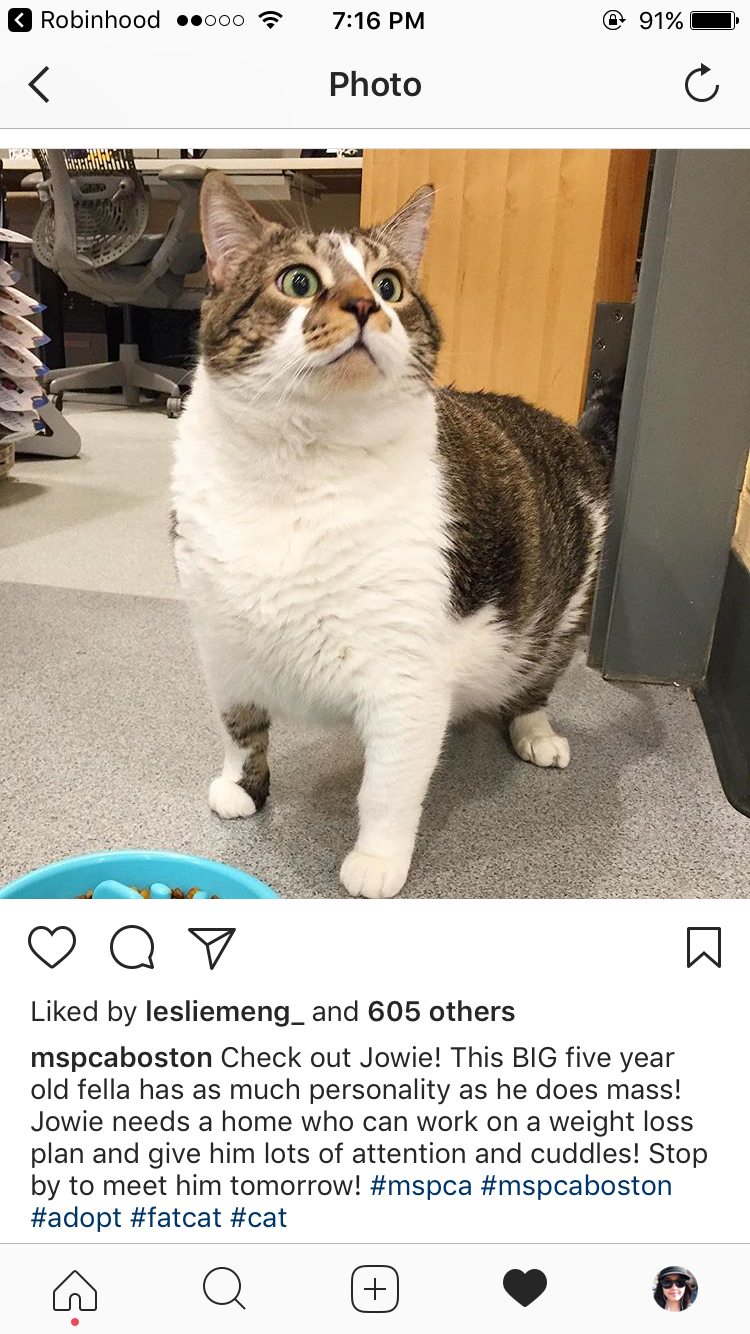 Robinhood 7:16 PM 91%
Photo
Liked by lesliemeng_ and 605 others
mspcaboston Check out Jowie! This BIG five year
old fella has as much personality as he does mass!
Jowie needs a home who can work on a weight loss
plan and give him lots of attention and cuddles! Stop
by to meet him tomorrow! #mspca #mspcaboston
#adopt #fatcat #cat